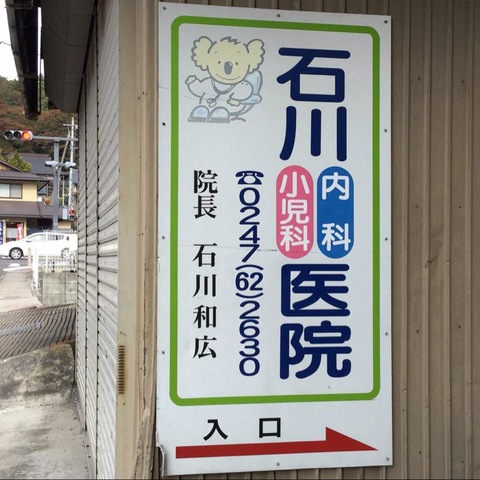 石川
内科
小児科
医院
☎0247(62)2630
院長 石川和広
入口